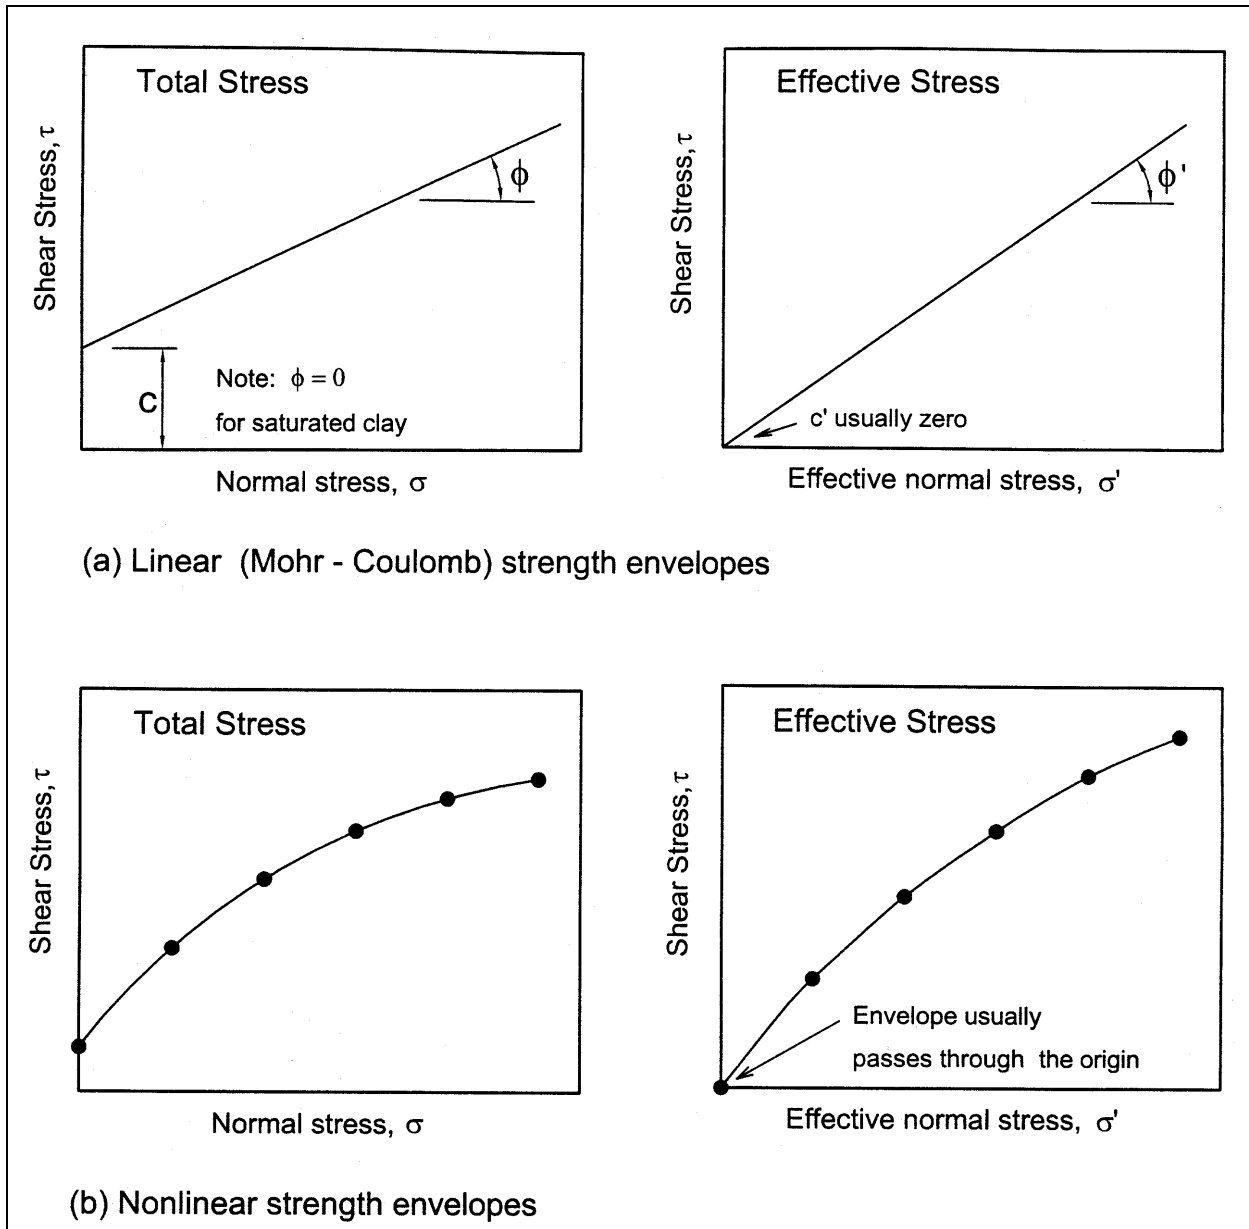 Total Stress
Shear Stress, τ
ϕ
c
Note: ϕ = 0
for saturated clay
Normal stress, σ
Effective Stress
Shear Stress, τ
ϕ'
c' usually zero
Effective normal stress, σ'
(a) Linear (Mohr - Coulomb) strength envelopes
Total Stress
Shear Stress, τ
Normal stress, σ
Effective Stress
Shear Stress, τ
Envelope usually
passes through the origin
Effective normal stress, σ'
(b) Nonlinear strength envelopes